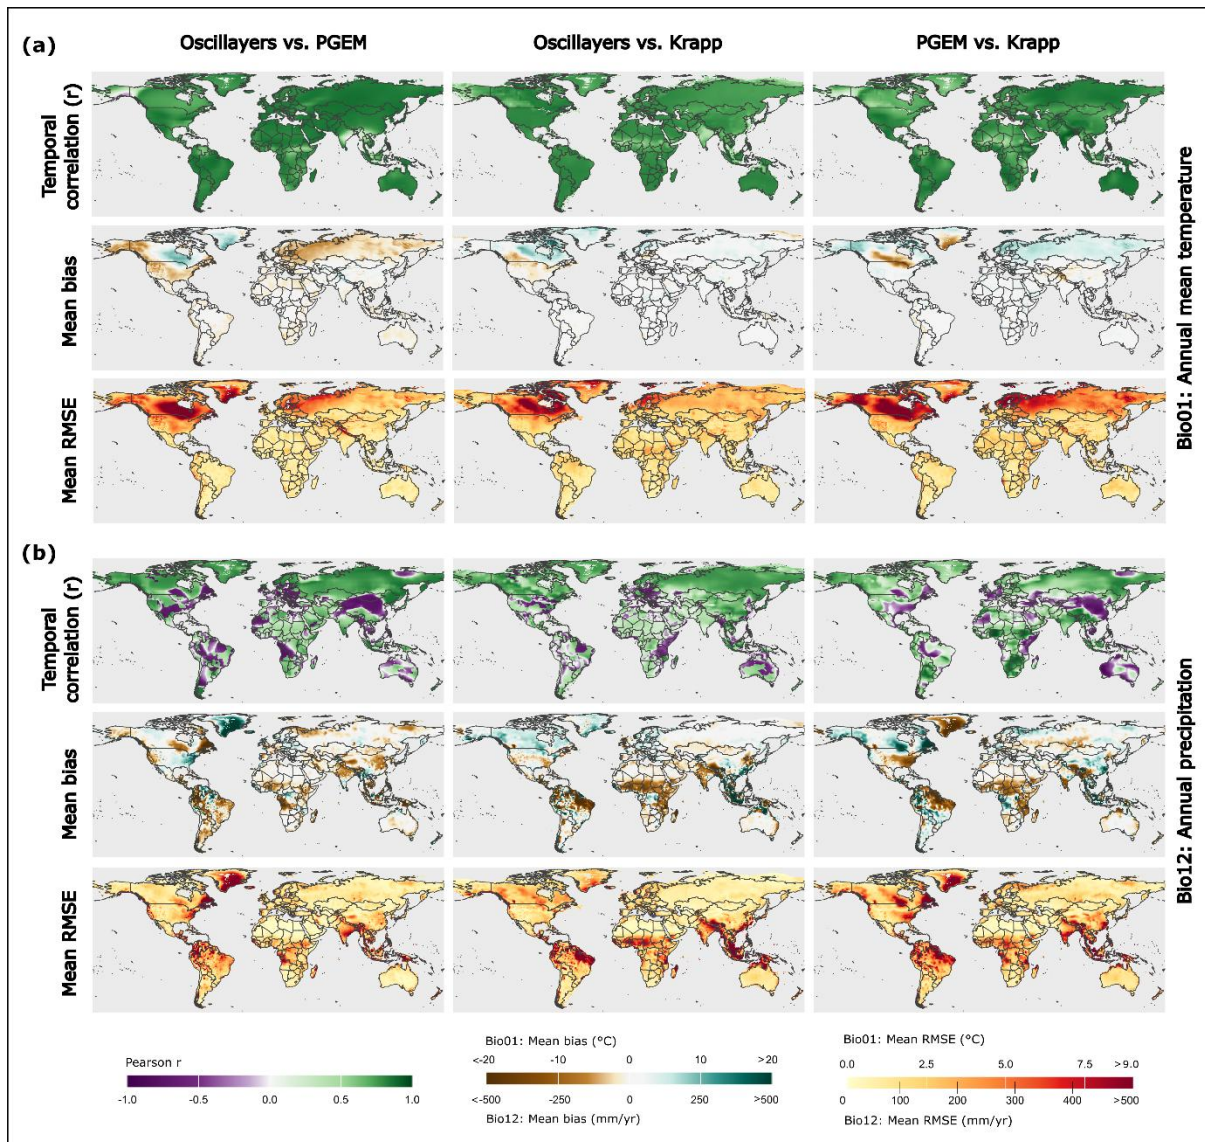 (a)
Oscillayers vs. PGEM
Oscillayers vs. Krapp
PGEM vs. Krapp
Temporal
correlation (r)
Mean bias
Mean RMSE
Bio01: Annual mean temperature
(b)
Temporal
correlation (r)
Mean bias
Mean RMSE
Bio12: Annual precipitation
Pearson r
-1.0 -0.5 0.0 0.5 1.0
Bio01: Mean bias (°C)
<-20 -10 0 10 >20
<-500 -250 0 250 >500
Bio12: Mean bias (mm/yr)
Bio01: Mean RMSE (°C)
0.0 2.5 5.0 7.5 >9.0
0 100 200 300 400 >500
Bio12: Mean RMSE (mm/yr)